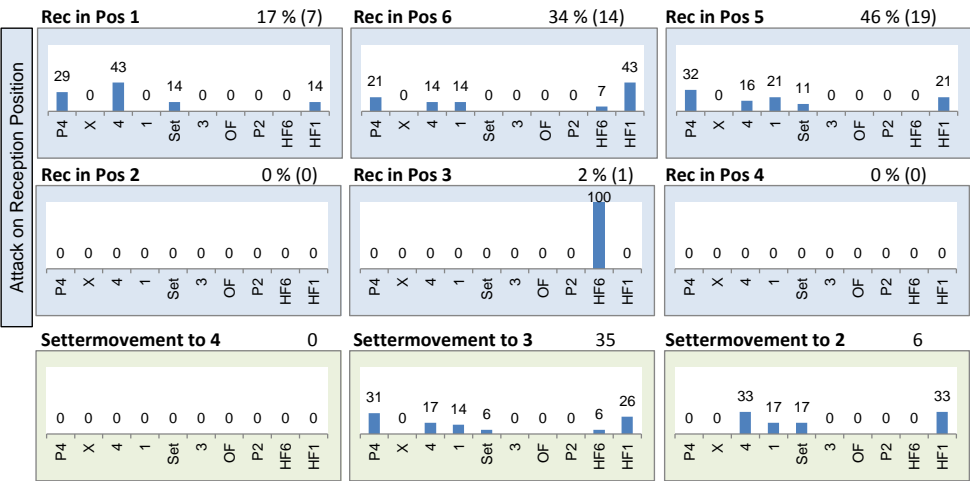 Attack on Reception Position
Rec in Pos 1 17 % (7)
29 0 43 0 14 0 0 0 0 14
P4 X 4 1 Set 3 OF P2 HF6 HF1
Rec in Pos 6 34 % (14)
21 0 14 14 0 0 0 0 7 43
P4 X 4 1 Set 3 OF P2 HF6 HF1
Rec in Pos 5 46 % (19)
32 0 16 21 11 0 0 0 0 21
P4 X 4 1 Set 3 OF P2 HF6 HF1
Rec in Pos 2 0 % (0)
0 0 0 0 0 0 0 0 0 0
P4 X 4 1 Set 3 OF P2 HF6 HF1
Rec in Pos 3 2 % (1)
0 0 0 0 0 0 0 0 100 0
P4 X 4 1 Set 3 OF P2 HF6 HF1
Rec in Pos 4 0 % (0)
0 0 0 0 0 0 0 0 0 0
P4 X 4 1 Set 3 OF P2 HF6 HF1
Settermovement to 4 0
0 0 0 0 0 0 0 0 0 0
P4 X 4 1 Set 3 OF P2 HF6 HF1
Settermovement to 3 35
31 0 17 14 6 0 0 0 6 26
P4 X 4 1 Set 3 OF P2 HF6 HF1
Settermovement to 2 6
0 0 33 17 17 0 0 0 0 33
P4 X 4 1 Set 3 OF P2 HF6 HF1